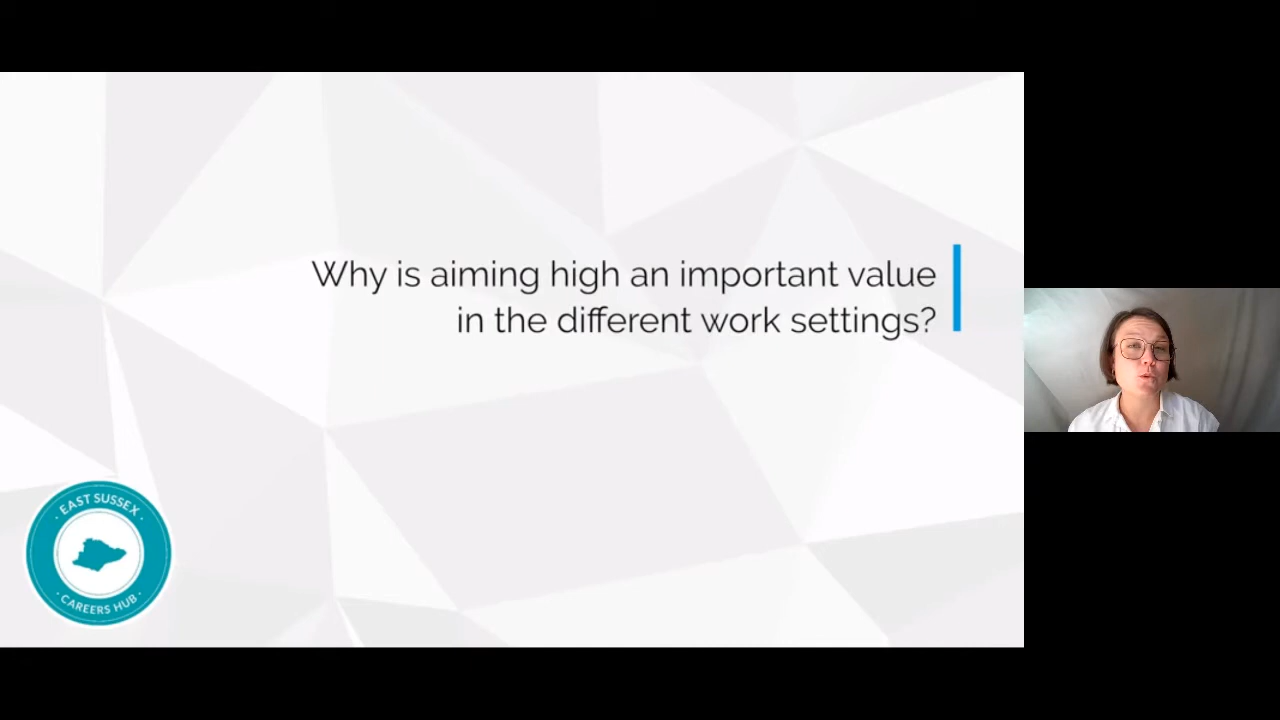 Why is aiming high an important value
in the different work settings?
· EAST SUSSEX ·
· CAREERS HUB ·